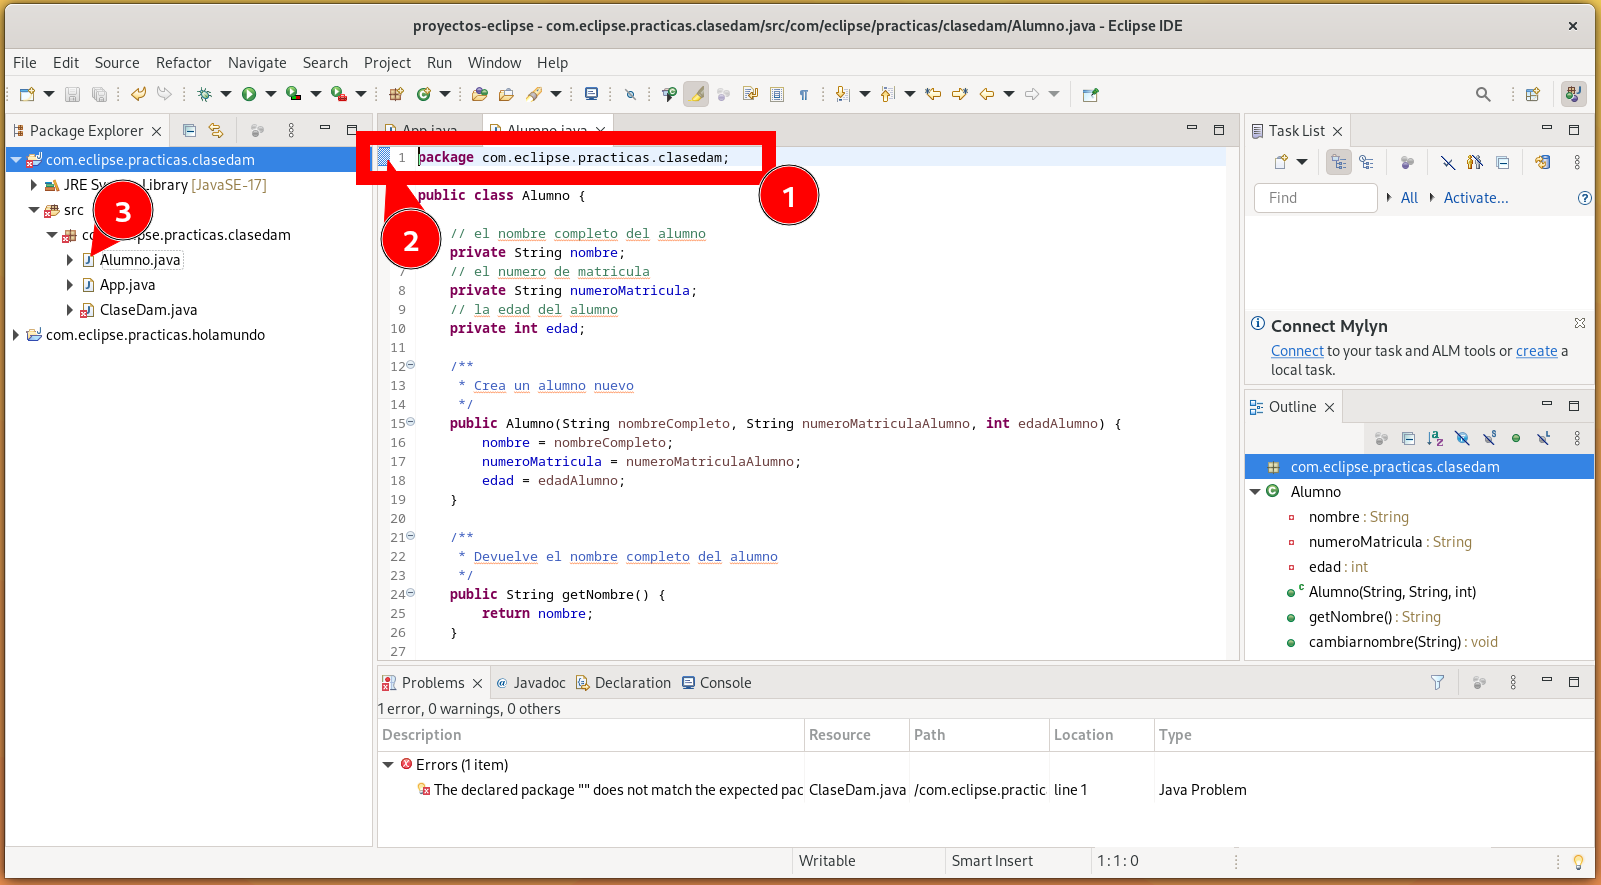 proyectos-eclipse - com.eclipse.practicas.clasedam/src/com/eclipse/practicas/clasedam/Alumno.java - Eclipse IDE
File Edit Source Refactor Navigate Search Project Run Window Help
Package Explorer
com.eclipse.practicas.clasedam
JRE Library [JavaSE-17]
src
3
pse.practicas.clasedam
Alumno.java
App.java
ClaseDam.java
com.eclipse.practicas.holamundo
App.java Alumno.java
1 package com.eclipse.practicas.clasedam;
1
2
public class Alumno {
// el nombre completo del alumno
private String nombre;
7 // el numero de matricula
8 private String numeroMatricula;
9 // la edad del alumno
10 private int edad;
11
12 /**
13 * Crea un alumno nuevo
14 */
15 public Alumno(String nombreCompleto, String numeroMatriculaAlumno, int edadAlumno) {
16 nombre = nombreCompleto;
17 numeroMatricula = numeroMatriculaAlumno;
18 edad = edadAlumno;
19 }
20
21 /**
22 * Devuelve el nombre completo del alumno
23 */
24 public String getNombre() {
25 return nombre;
26 }
27
Task List
Find All Activate...
Connect Mylyn
Connect to your task and ALM tools or create a
local task.
Outline
com.eclipse.practicas.clasedam
Alumno
nombre : String
numeroMatricula : String
edad : int
Alumno(String, String, int)
getNombre() : String
cambiarnombre(String) : void
Problems Javadoc Declaration Console
1 error, 0 warnings, 0 others
Description Resource Path Location Type
Errors (1 item)
The declared package "" does not match the expected pac ClaseDam.java /com.eclipse.practic line 1 Java Problem
Writable Smart Insert 1 : 1 : 0